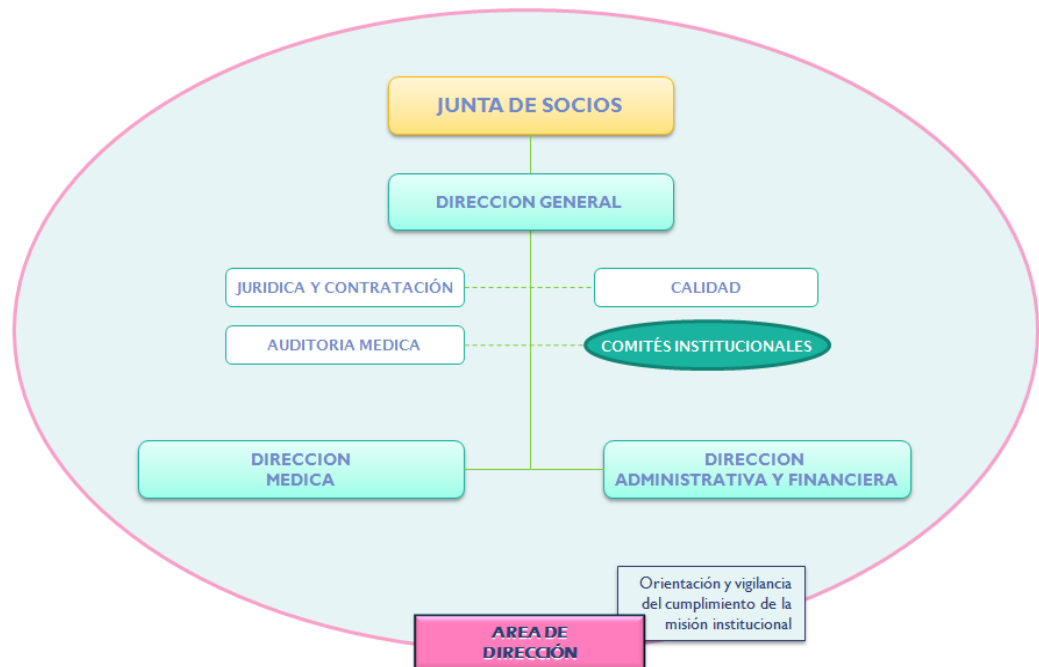 JUNTA DE SOCIOS
DIRECCION GENERAL
JURIDICA Y CONTRATACIÓN
CALIDAD
AUDITORIA MEDICA
COMITÉS INSTITUCIONALES
DIRECCION
MEDICA
DIRECCION
ADMINISTRATIVA Y FINANCIERA
Orientación y vigilancia
del cumplimiento de la
misión institucional
AREA DE
DIRECCIÓN